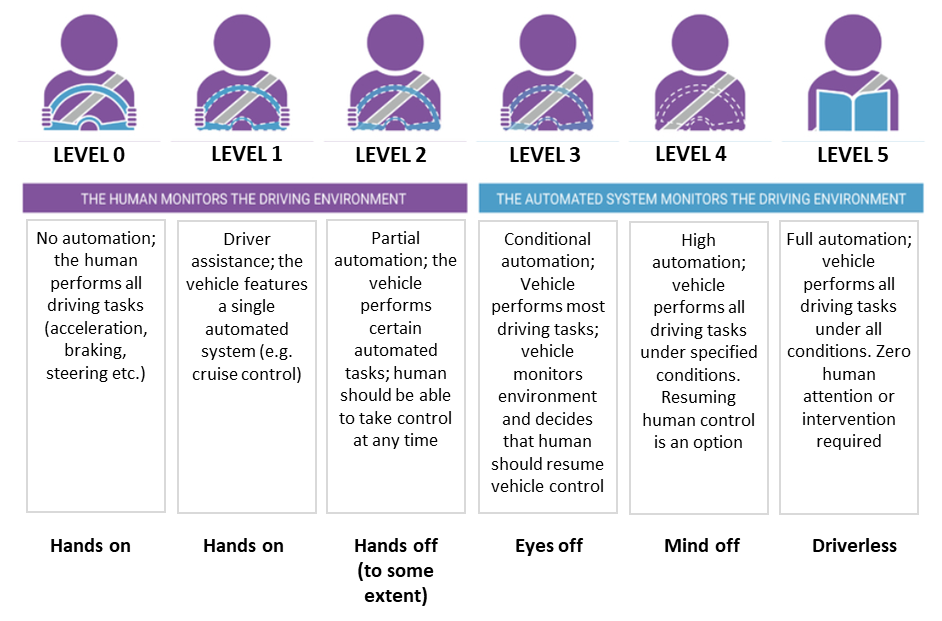 LEVEL 0
LEVEL 1
LEVEL 2
LEVEL 3
LEVEL 4
LEVEL 5
THE HUMAN MONITORS THE DRIVING ENVIRONMENT
THE AUTOMATED SYSTEM MONITORS THE DRIVING ENVIRONMENT
No automation;
the human
performs all
driving tasks
(acceleration,
braking,
steering etc.)
Driver
assistance; the
vehicle features
a single
automated
system (e.g.
cruise control)
Partial
automation; the
vehicle
performs
certain
automated
tasks; human
should be able
to take control
at any time
Conditional
automation;
Vehicle
performs most
driving tasks;
vehicle
monitors
environment
and decides
that human
should resume
vehicle control
High
automation;
vehicle
performs all
driving tasks
under specified
conditions.
Resuming
human control
is an option
Full automation;
vehicle
performs all
driving tasks
under all
conditions. Zero
human
attention or
intervention
required
Hands on
Hands on
Hands off
(to some
extent)
Eyes off
Mind off
Driverless